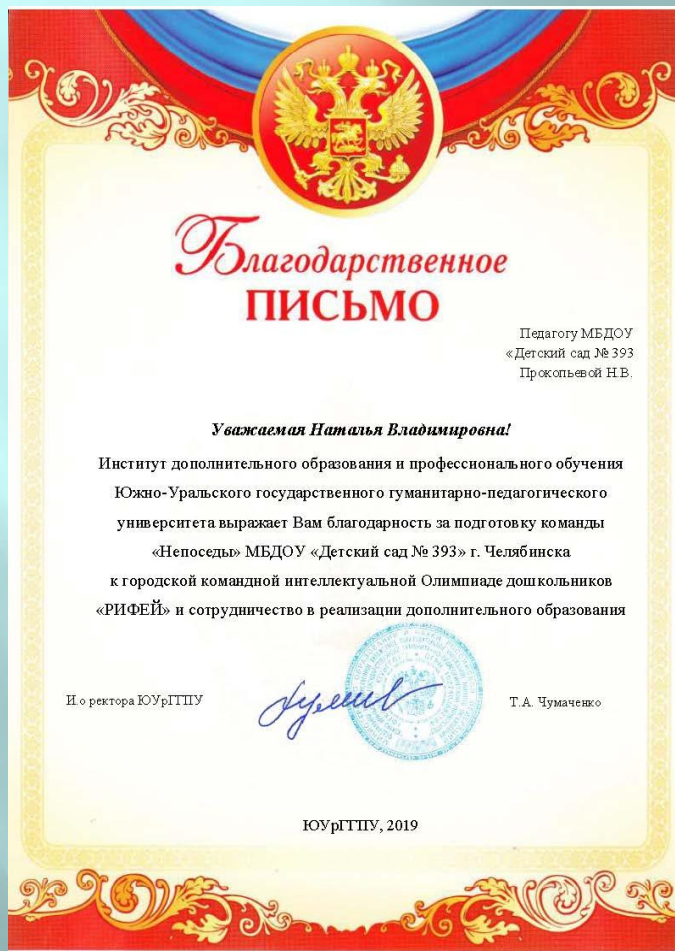 Благодарственное
ПИСЬМО
Педагогу МБДОУ
«Детский сад № 393
Прокопьевой Н.В.
Уважаемая Наталья Владимировна!
Институт дополнительного образования и профессионального обучения
Южно-Уральского государственного гуманитарно-педагогического
университета выражает Вам благодарность за подготовку команды
«Непоседы» МБДОУ «Детский сад № 393» г. Челябинска
к городской командной интеллектуальной Олимпиаде дошкольников
«РИФЕЙ» и сотрудничество в реализации дополнительного образования
И.о ректора ЮУрГГПУ
Т.А. Чумаченко
ЮУрГГПУ, 2019